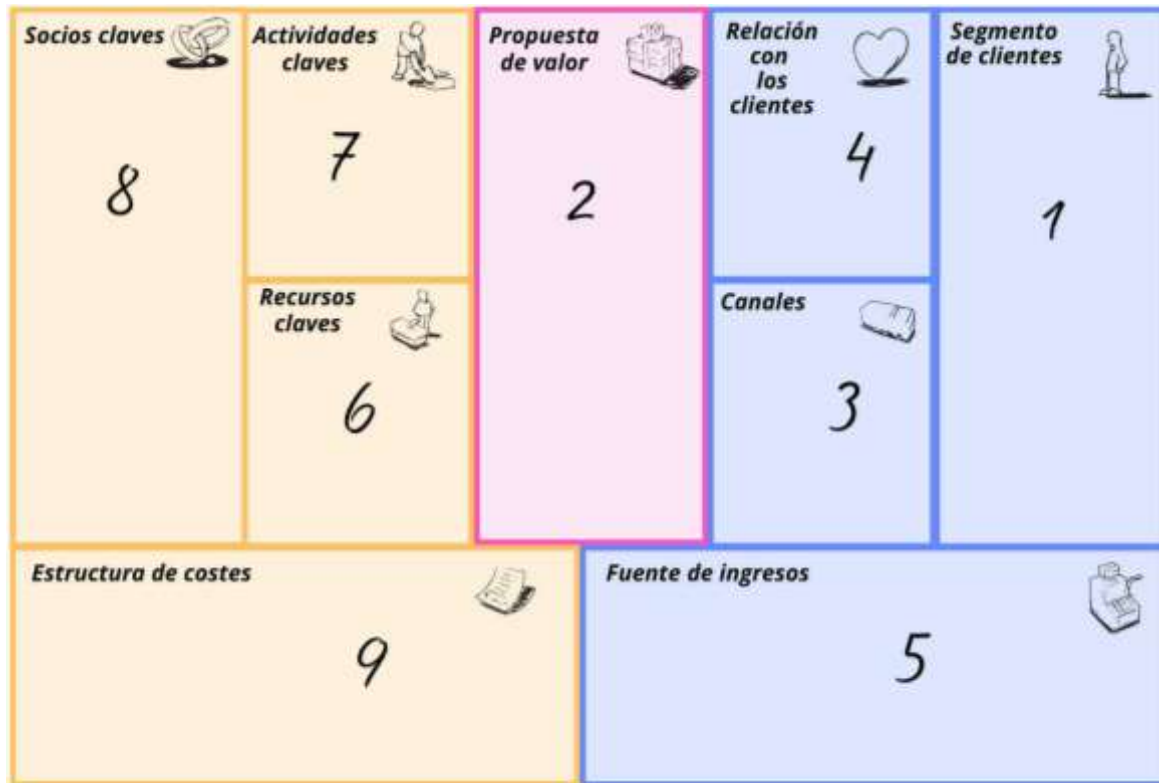 Socios claves
8
Actividades
claves
7
Recursos
claves
6
Propuesta
de valor
2
Relación
con
los
clientes
4
Canales
3
Segmento
de clientes
1
Estructura de costes
9
Fuente de ingresos
5